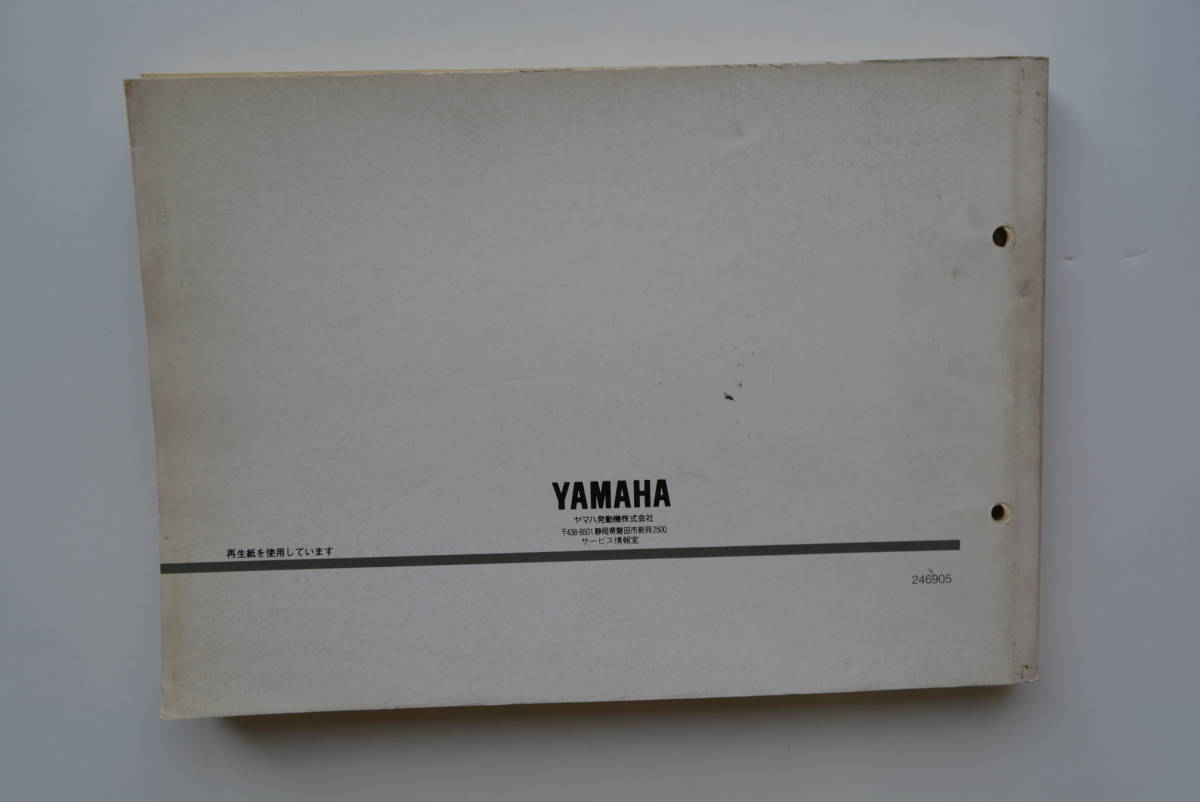 YAMAHA
ヤマハ発動機株式会社
〒438-8501 静岡県磐田市新貝2500
サービス情報室
再生紙を使用しています
246905